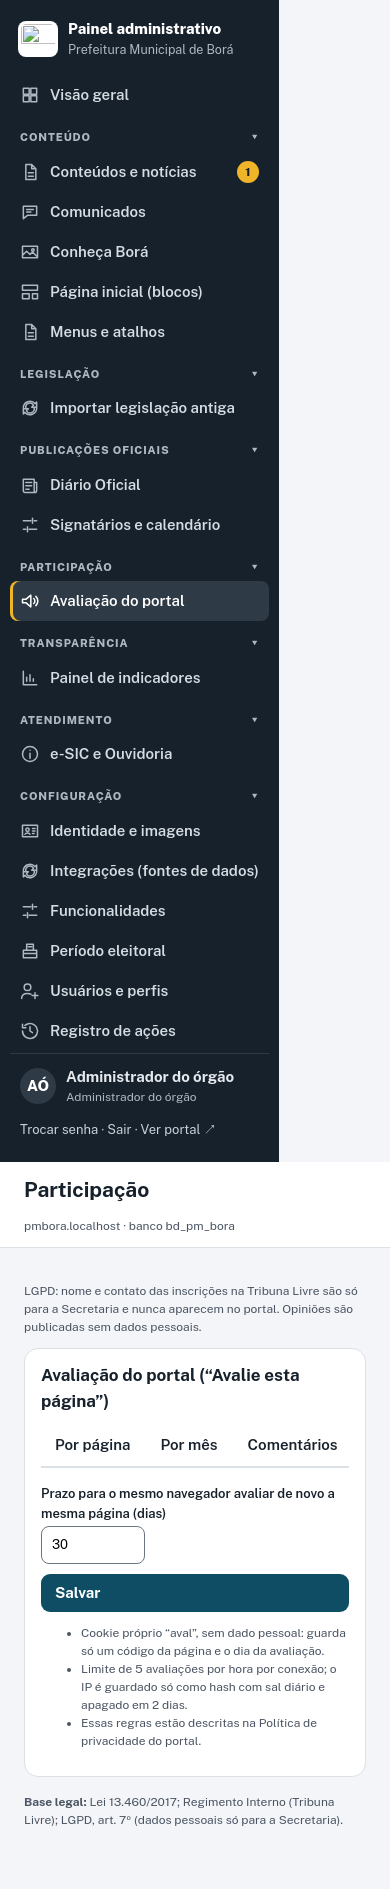 Painel administrativo
Prefeitura Municipal de Borá
Visão geral
CONTEÚDO
Conteúdos e notícias 1
Comunicados
Conheça Borá
Página inicial (blocos)
Menus e atalhos
LEGISLAÇÃO
Importar legislação antiga
PUBLICAÇÕES OFICIAIS
Diário Oficial
Signatários e calendário
PARTICIPAÇÃO
Avaliação do portal
TRANSPARÊNCIA
Painel de indicadores
ATENDIMENTO
e-SIC e Ouvidoria
CONFIGURAÇÃO
Identidade e imagens
Integrações (fontes de dados)
Funcionalidades
Período eleitoral
Usuários e perfis
Registro de ações
AÓ
Administrador do órgão
Administrador do órgão
Trocar senha · Sair · Ver portal ↗
Participação
pmbora.localhost · banco bd_pm_bora
LGPD: nome e contato das inscrições na Tribuna Livre são só
para a Secretaria e nunca aparecem no portal. Opiniões são
publicadas sem dados pessoais.
Avaliação do portal (“Avalie esta
página”)
Por página Por mês Comentários
Prazo para o mesmo navegador avaliar de novo a
mesma página (dias)
30
Salvar
• Cookie próprio “aval”, sem dado pessoal: guarda
só um código da página e o dia da avaliação.
• Limite de 5 avaliações por hora por conexão; o
IP é guardado só como hash com sal diário e
apagado em 2 dias.
• Essas regras estão descritas na Política de
privacidade do portal.
Base legal: Lei 13.460/2017; Regimento Interno (Tribuna
Livre); LGPD, art. 7º (dados pessoais só para a Secretaria).